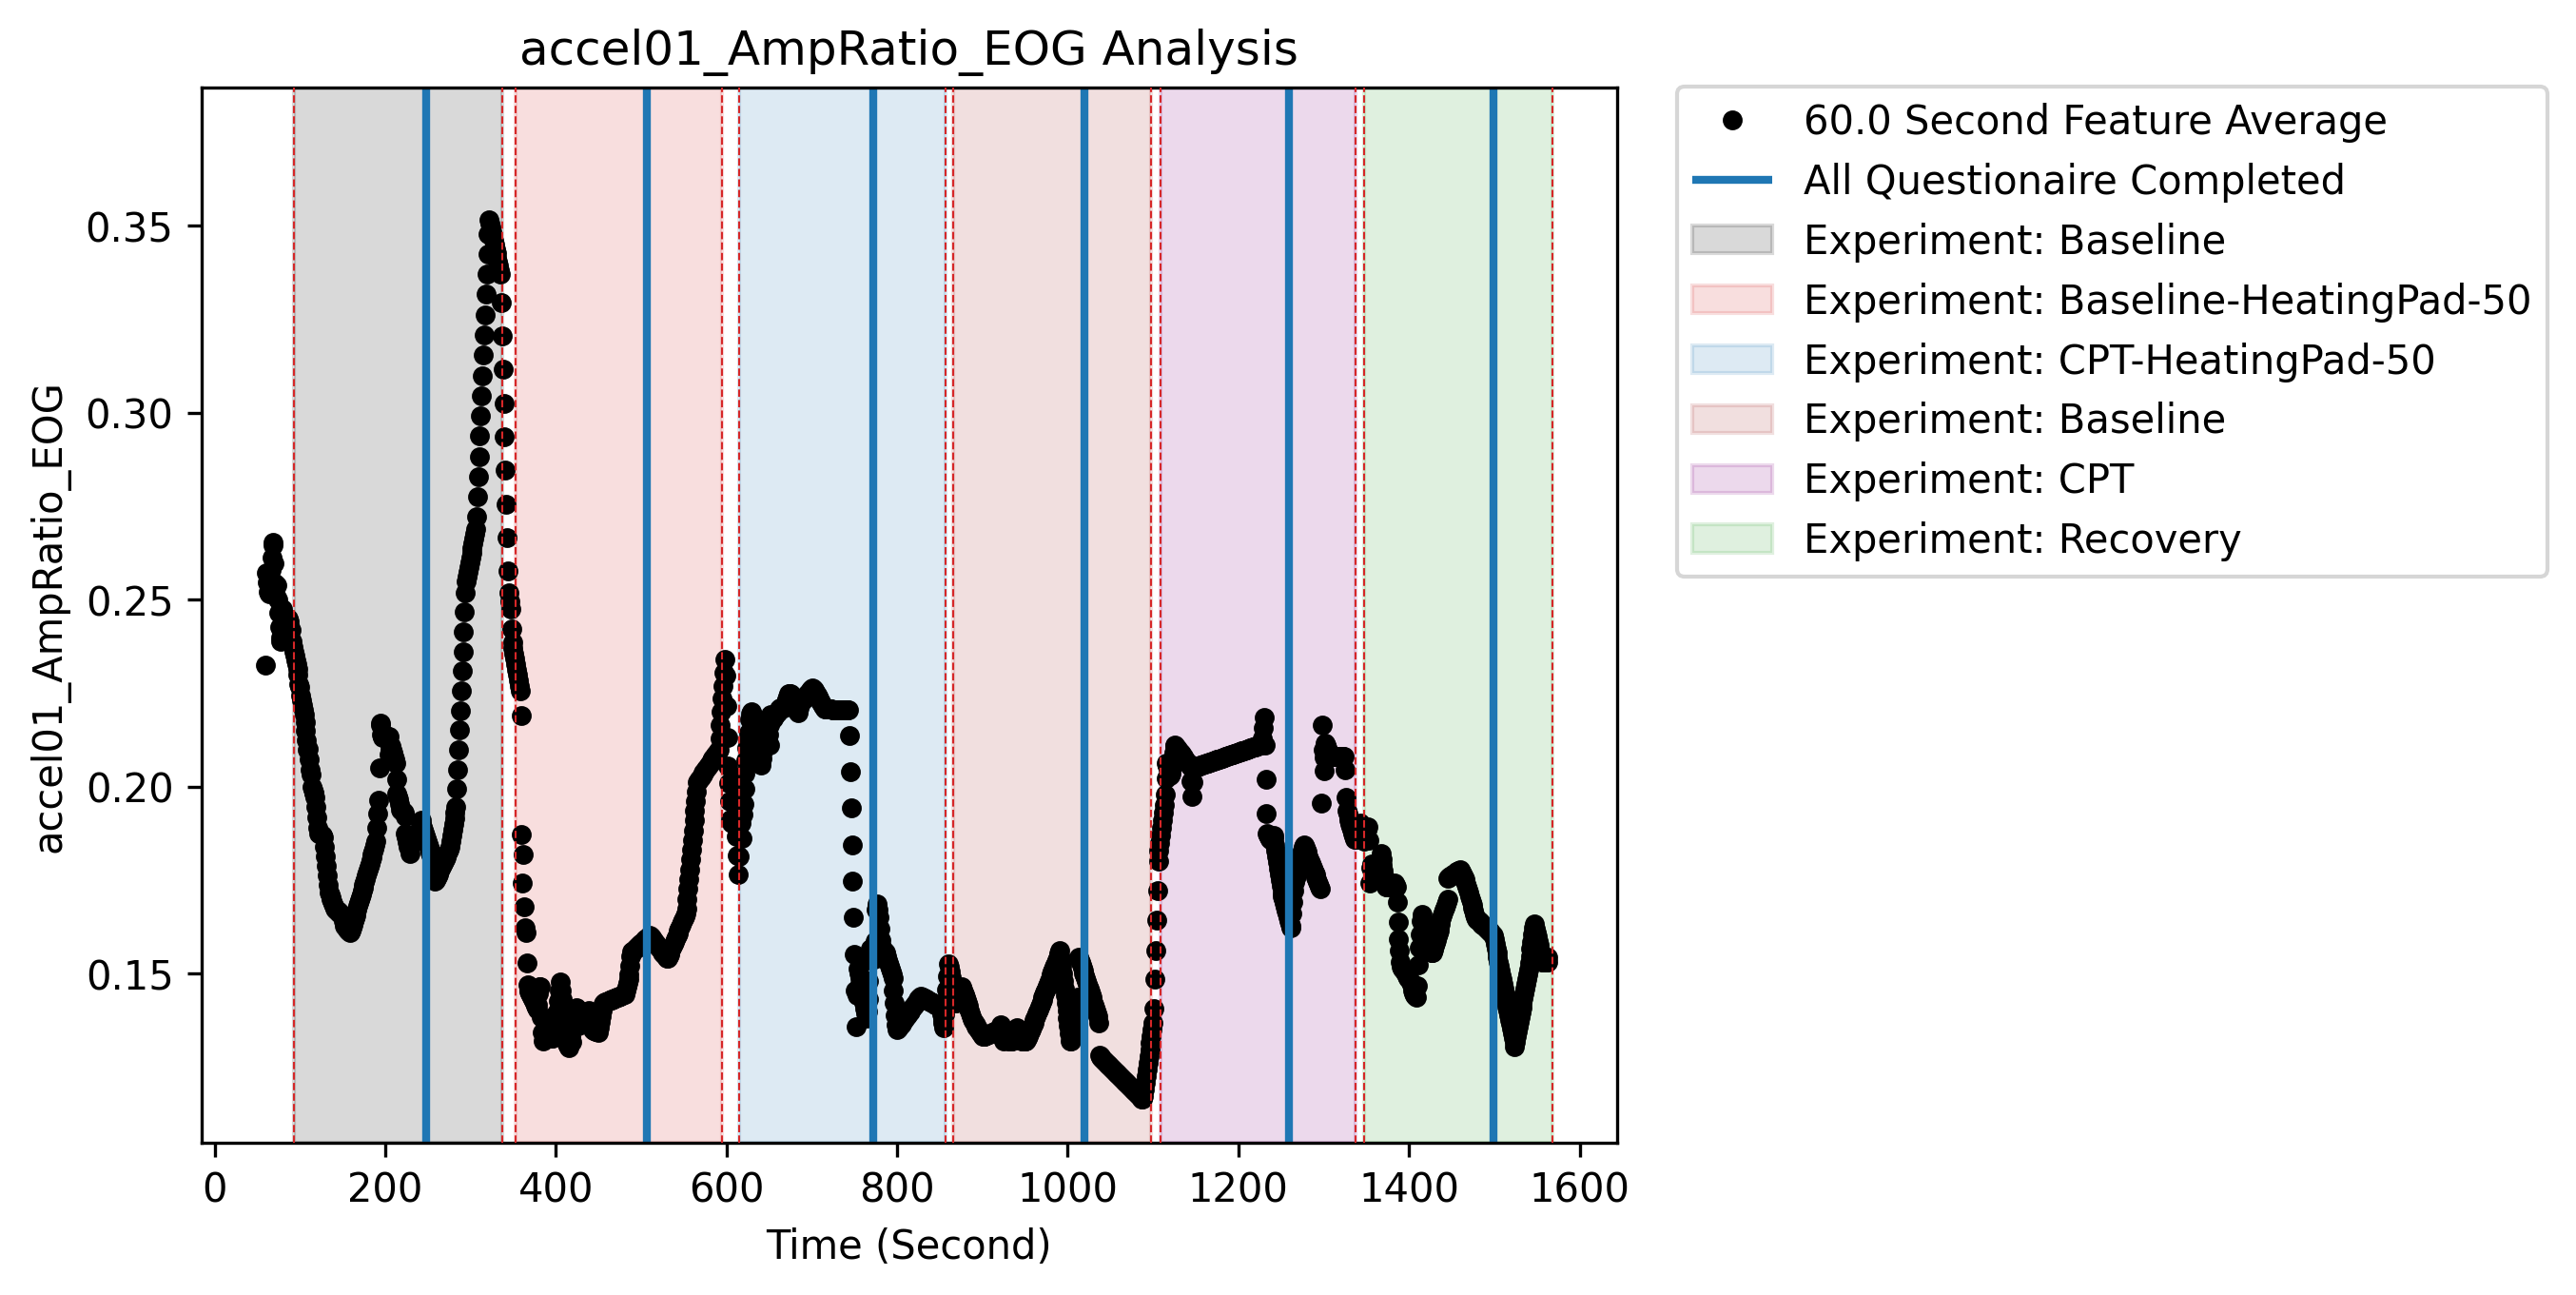 accel01_AmpRatio_EOG Analysis
accel01_AmpRatio_EOG
0.35
0.30
0.25
0.20
0.15
0 200 400 600 800 1000 1200 1400 1600
Time (Second)
60.0 Second Feature Average
All Questionaire Completed
Experiment: Baseline
Experiment: Baseline-HeatingPad-50
Experiment: CPT-HeatingPad-50
Experiment: Baseline
Experiment: CPT
Experiment: Recovery